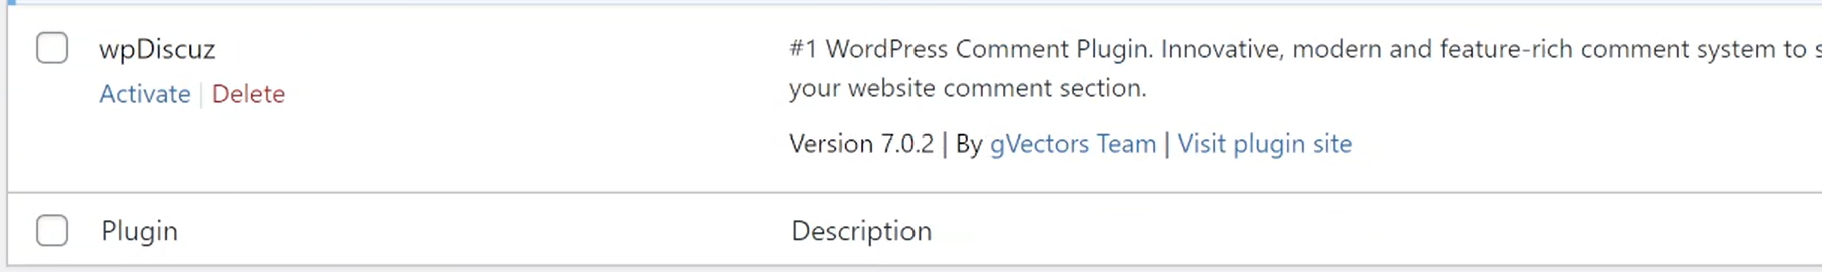 wpDiscuz
Activate | Delete
#1 WordPress Comment Plugin. Innovative, modern and feature-rich comment system to
your website comment section.
Version 7.0.2 | By gVectors Team | Visit plugin site
Plugin
Description